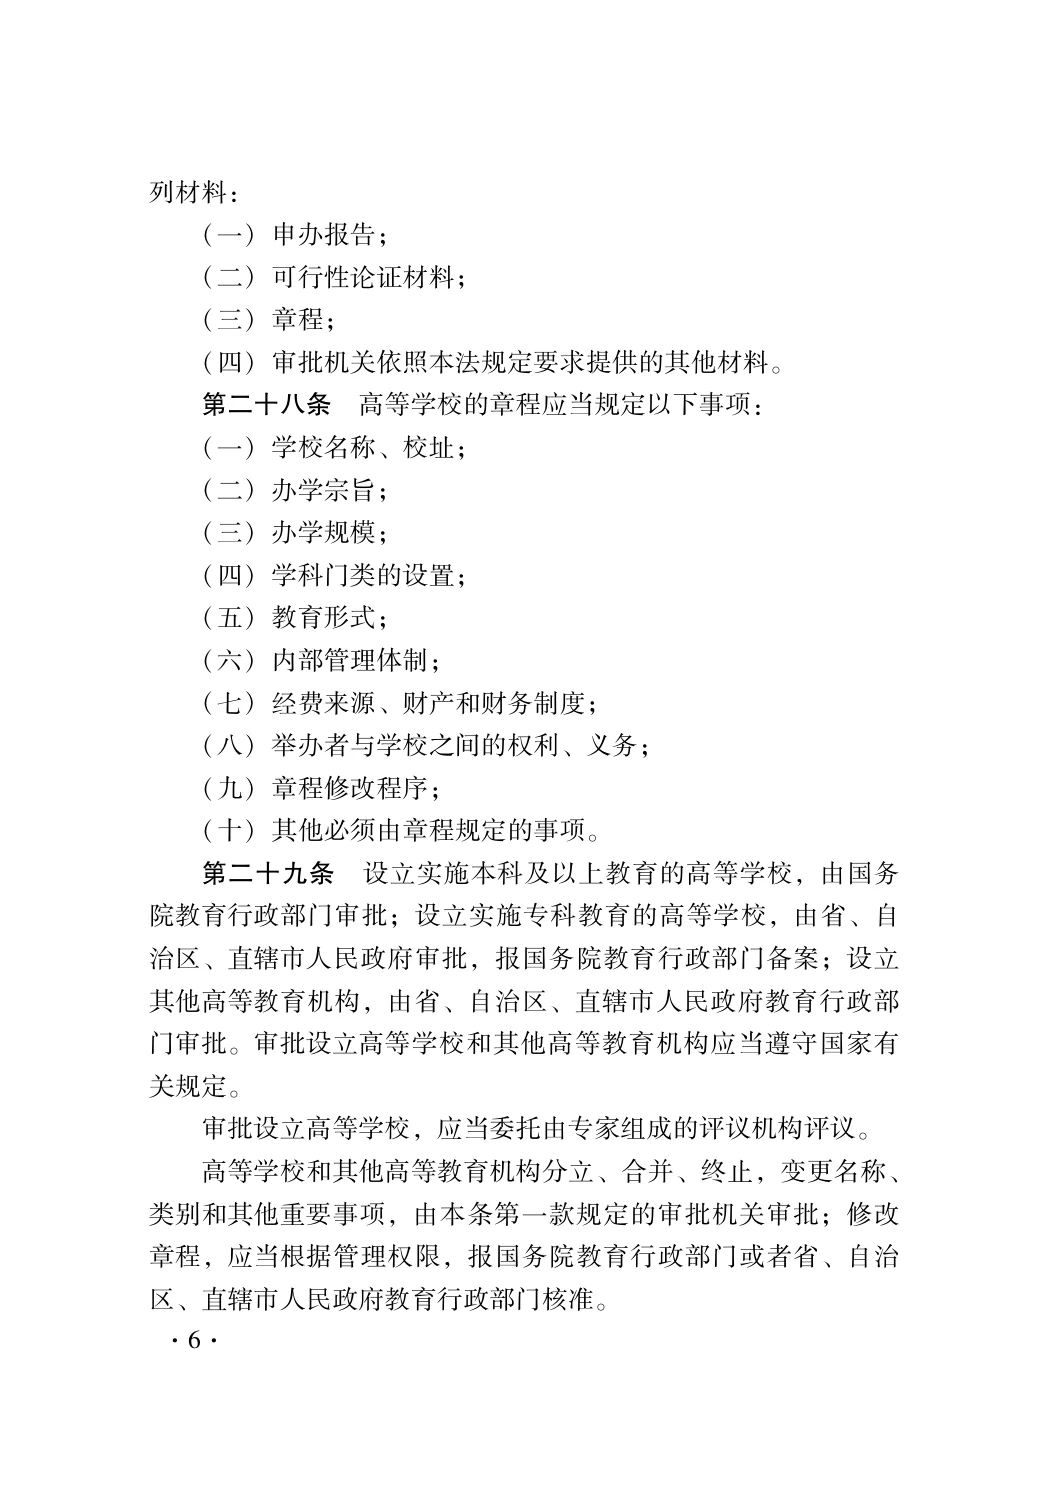 列材料：
（一）申办报告；
（二）可行性论证材料；
（三）章程；
（四）审批机关依照本法规定要求提供的其他材料。
第二十八条　高等学校的章程应当规定以下事项：
（一）学校名称、校址；
（二）办学宗旨；
（三）办学规模；
（四）学科门类的设置；
（五）教育形式；
（六）内部管理体制；
（七）经费来源、财产和财务制度；
（八）举办者与学校之间的权利、义务；
（九）章程修改程序；
（十）其他必须由章程规定的事项。
第二十九条　设立实施本科及以上教育的高等学校，由国务
院教育行政部门审批；设立实施专科教育的高等学校，由省、自
治区、直辖市人民政府审批，报国务院教育行政部门备案；设立
其他高等教育机构，由省、自治区、直辖市人民政府教育行政部
门审批。审批设立高等学校和其他高等教育机构应当遵守国家有
关规定。
审批设立高等学校，应当委托由专家组成的评议机构评议。
高等学校和其他高等教育机构分立、合并、终止，变更名称、
类别和其他重要事项，由本条第一款规定的审批机关审批；修改
章程，应当根据管理权限，报国务院教育行政部门或者省、自治
区、直辖市人民政府教育行政部门核准。
·6·